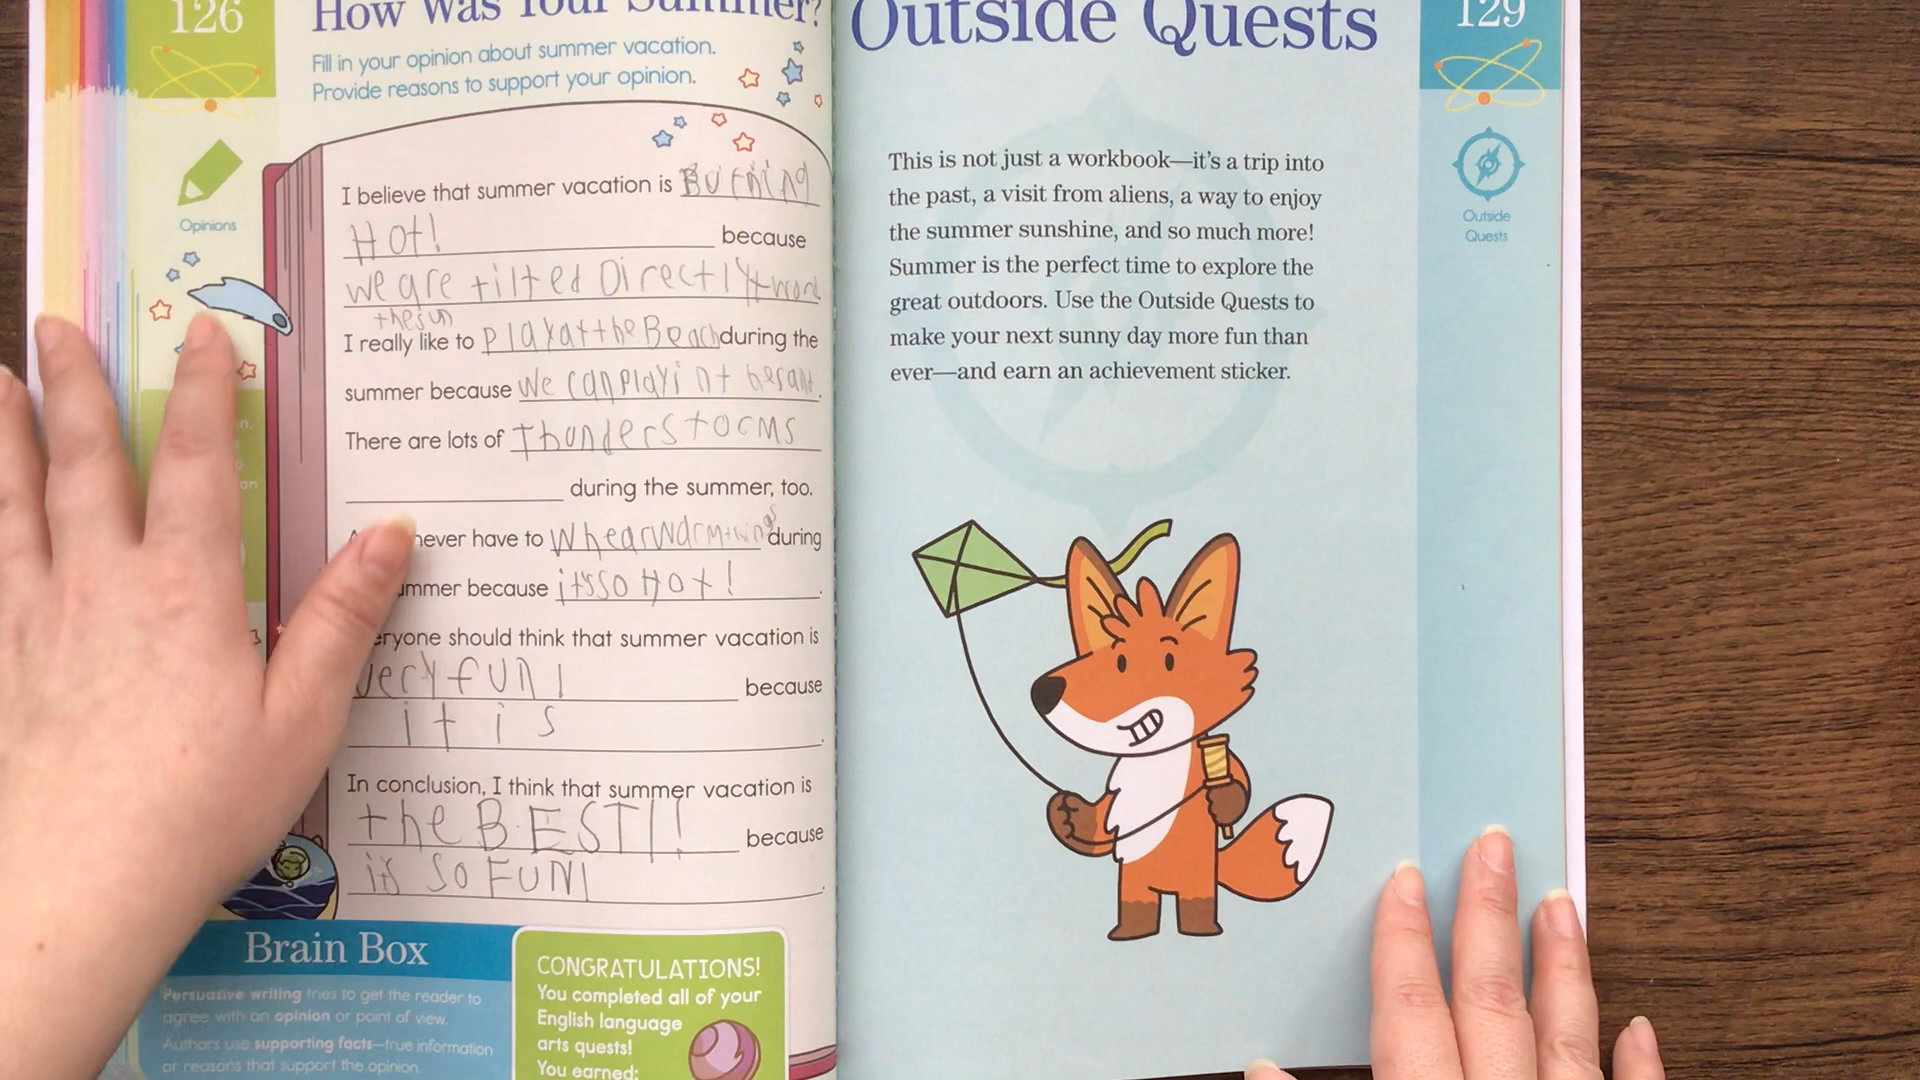 126
How Was Your Summer?
Fill in your opinion about summer vacation.
Provide reasons to support your opinion.
Opinions
I believe that summer vacation is Burning
Hot! because
we are tilted Directly tword
the sun
I really like to play at the Beach during the
summer because we can play in the sand.
There are lots of Thunderstorms
during the summer, too.
never have to whear warm things during
ummer because it's so Hot!.
eryone should think that summer vacation is
very fun! because
it is.
In conclusion, I think that summer vacation is
the BEST!! because
it's so FUN!.
Brain Box
Persuasive writing tries to get the reader to
agree with an opinion or point of view.
Authors use supporting facts—true information
or reasons that support the opinion.
CONGRATULATIONS!
You completed all of your
English language
arts quests!
You earned:
Outside Quests
129
Outside
Quests
This is not just a workbook—it's a trip into
the past, a visit from aliens, a way to enjoy
the summer sunshine, and so much more!
Summer is the perfect time to explore the
great outdoors. Use the Outside Quests to
make your next sunny day more fun than
ever—and earn an achievement sticker.